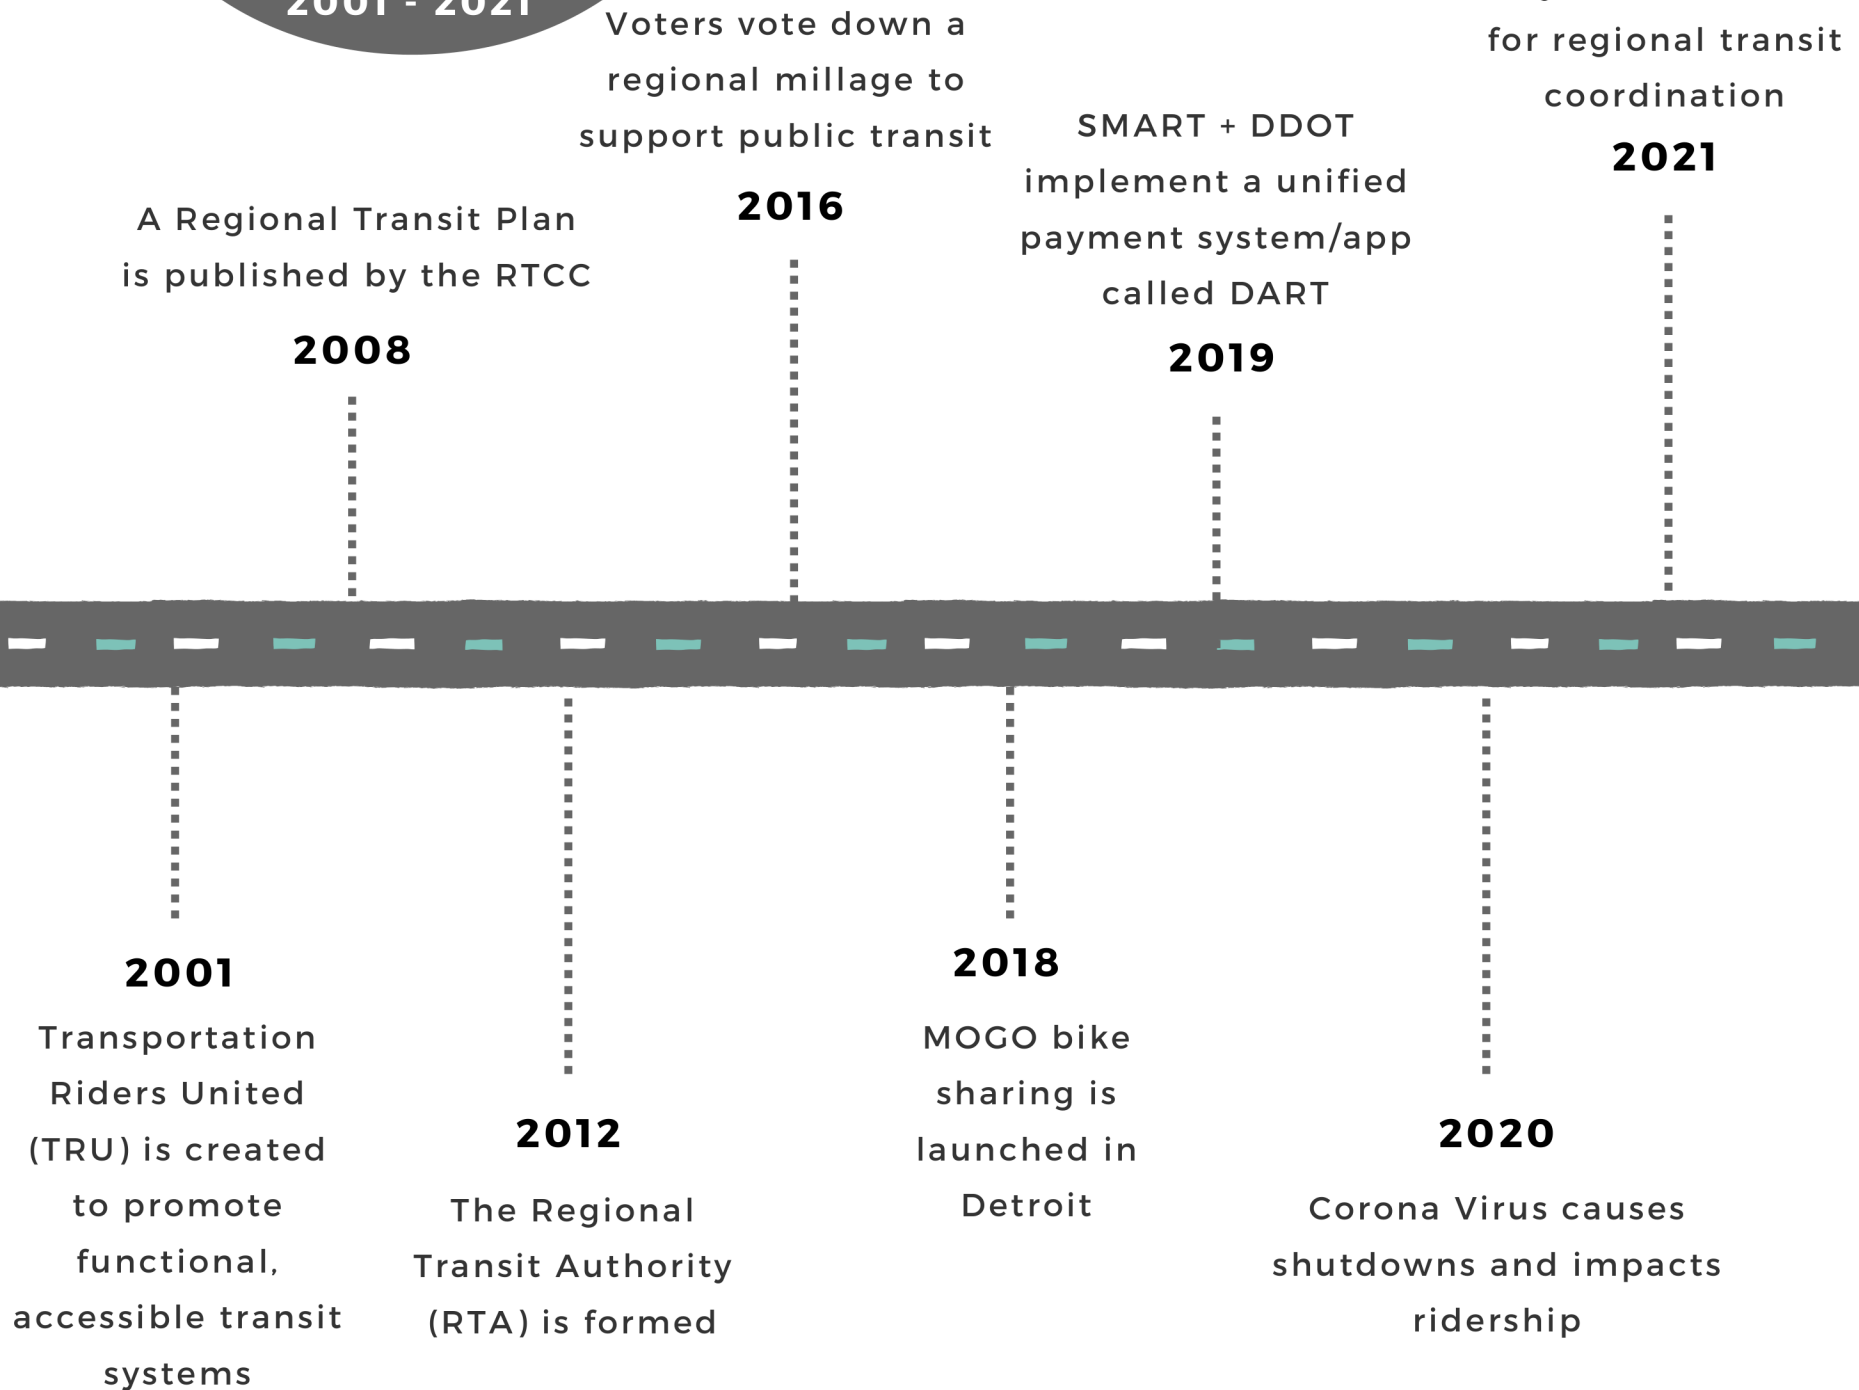 2001 - 2021
Voters vote down a
regional millage to
support public transit
2016
for regional transit
coordination
2021
SMART + DDOT
implement a unified
payment system/app
called DART
2019
A Regional Transit Plan
is published by the RTCC
2008
2001
Transportation
Riders United
(TRU) is created
to promote
functional,
accessible transit
systems
2012
The Regional
Transit Authority
(RTA) is formed
2018
MOGO bike
sharing is
launched in
Detroit
2020
Corona Virus causes
shutdowns and impacts
ridership